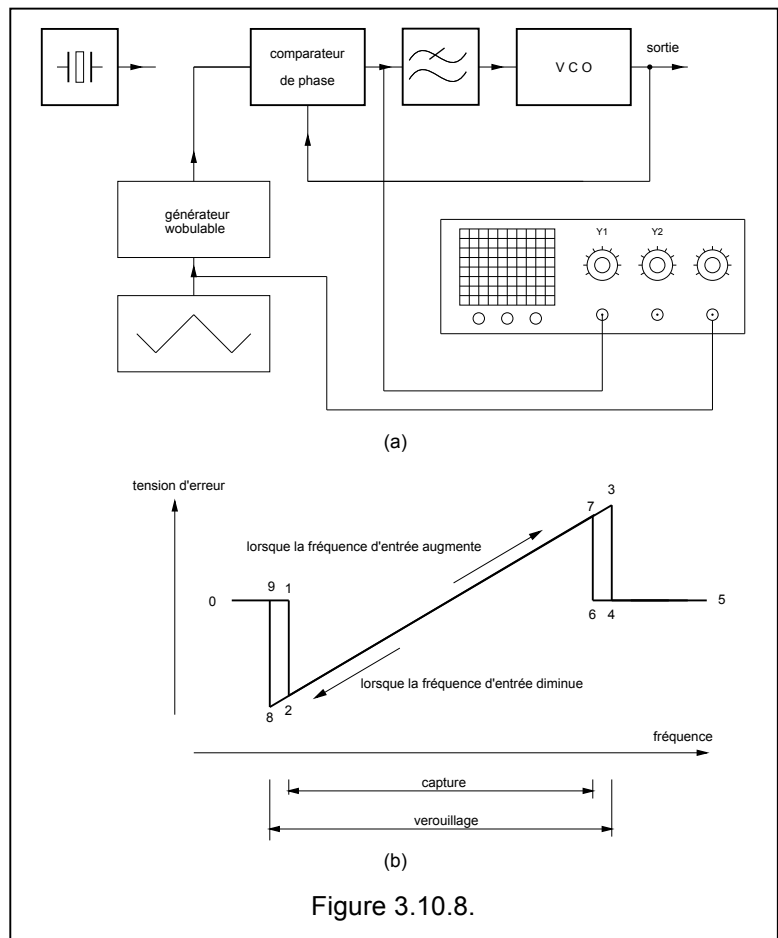 comparateur
de phase
V C O
sortie
générateur
wobulable
Y1
Y2
(a)
tension d'erreur
3
7
lorsque la fréquence d'entrée augmente
9
1
0
6
4
5
lorsque la fréquence d'entrée diminue
8
2
fréquence
capture
verouillage
(b)
Figure 3.10.8.